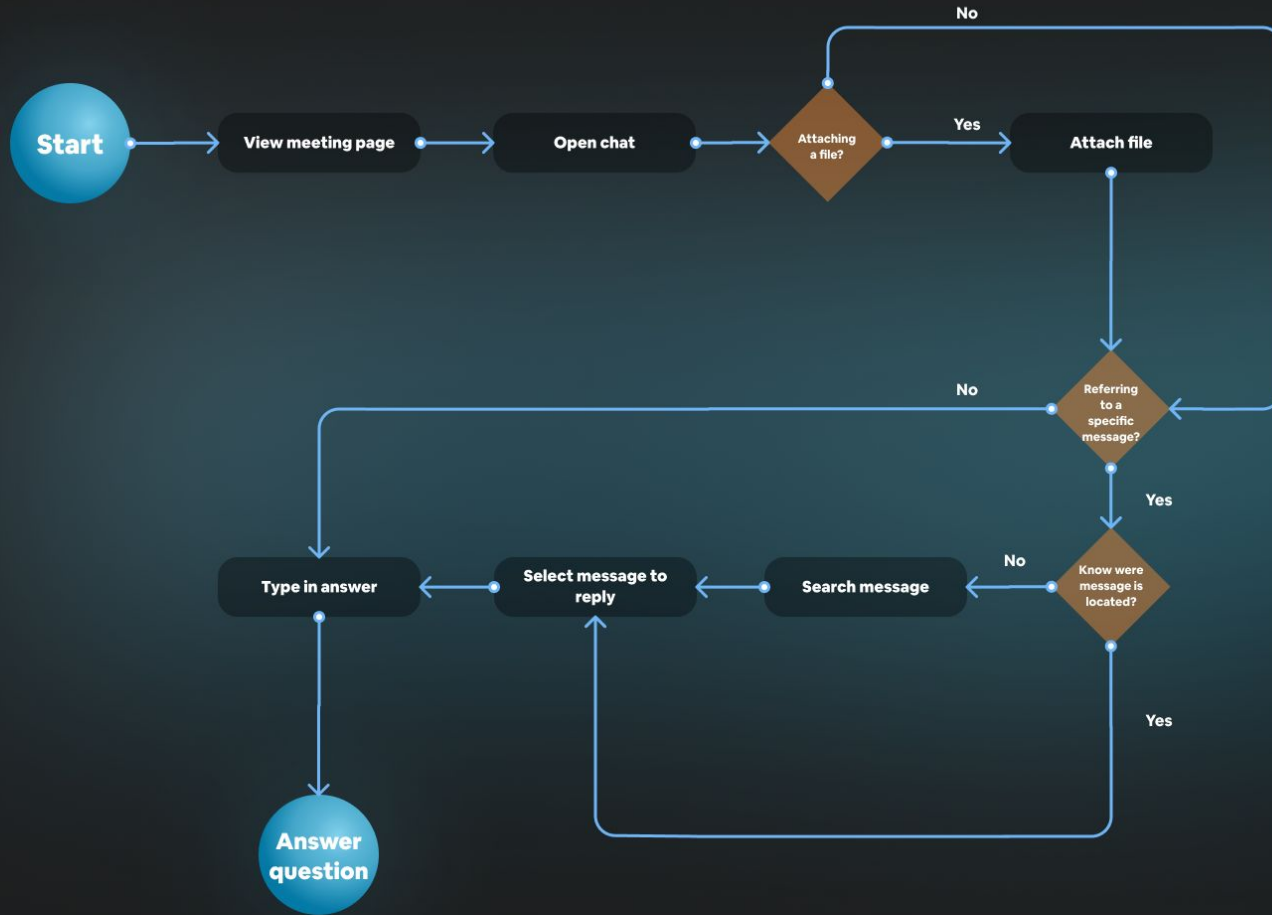 No
Start
View meeting page
Open chat
Attaching
a file?
Yes
Attach file
No
Referring
to a
specific
message?
Yes
Type in answer
Select message to
reply
Search message
No
Know were
message is
located?
Yes
Answer
question